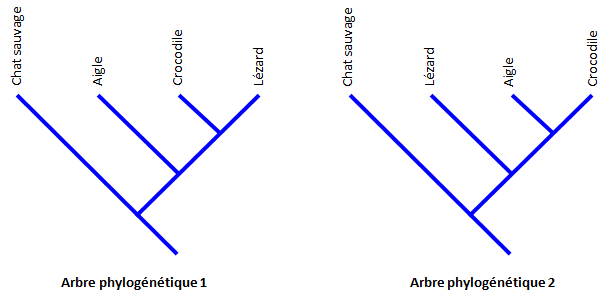 Chat sauvage
Aigle
Crocodile
Lézard
Arbre phylogénétique 1
Chat sauvage
Lézard
Aigle
Crocodile
Arbre phylogénétique 2